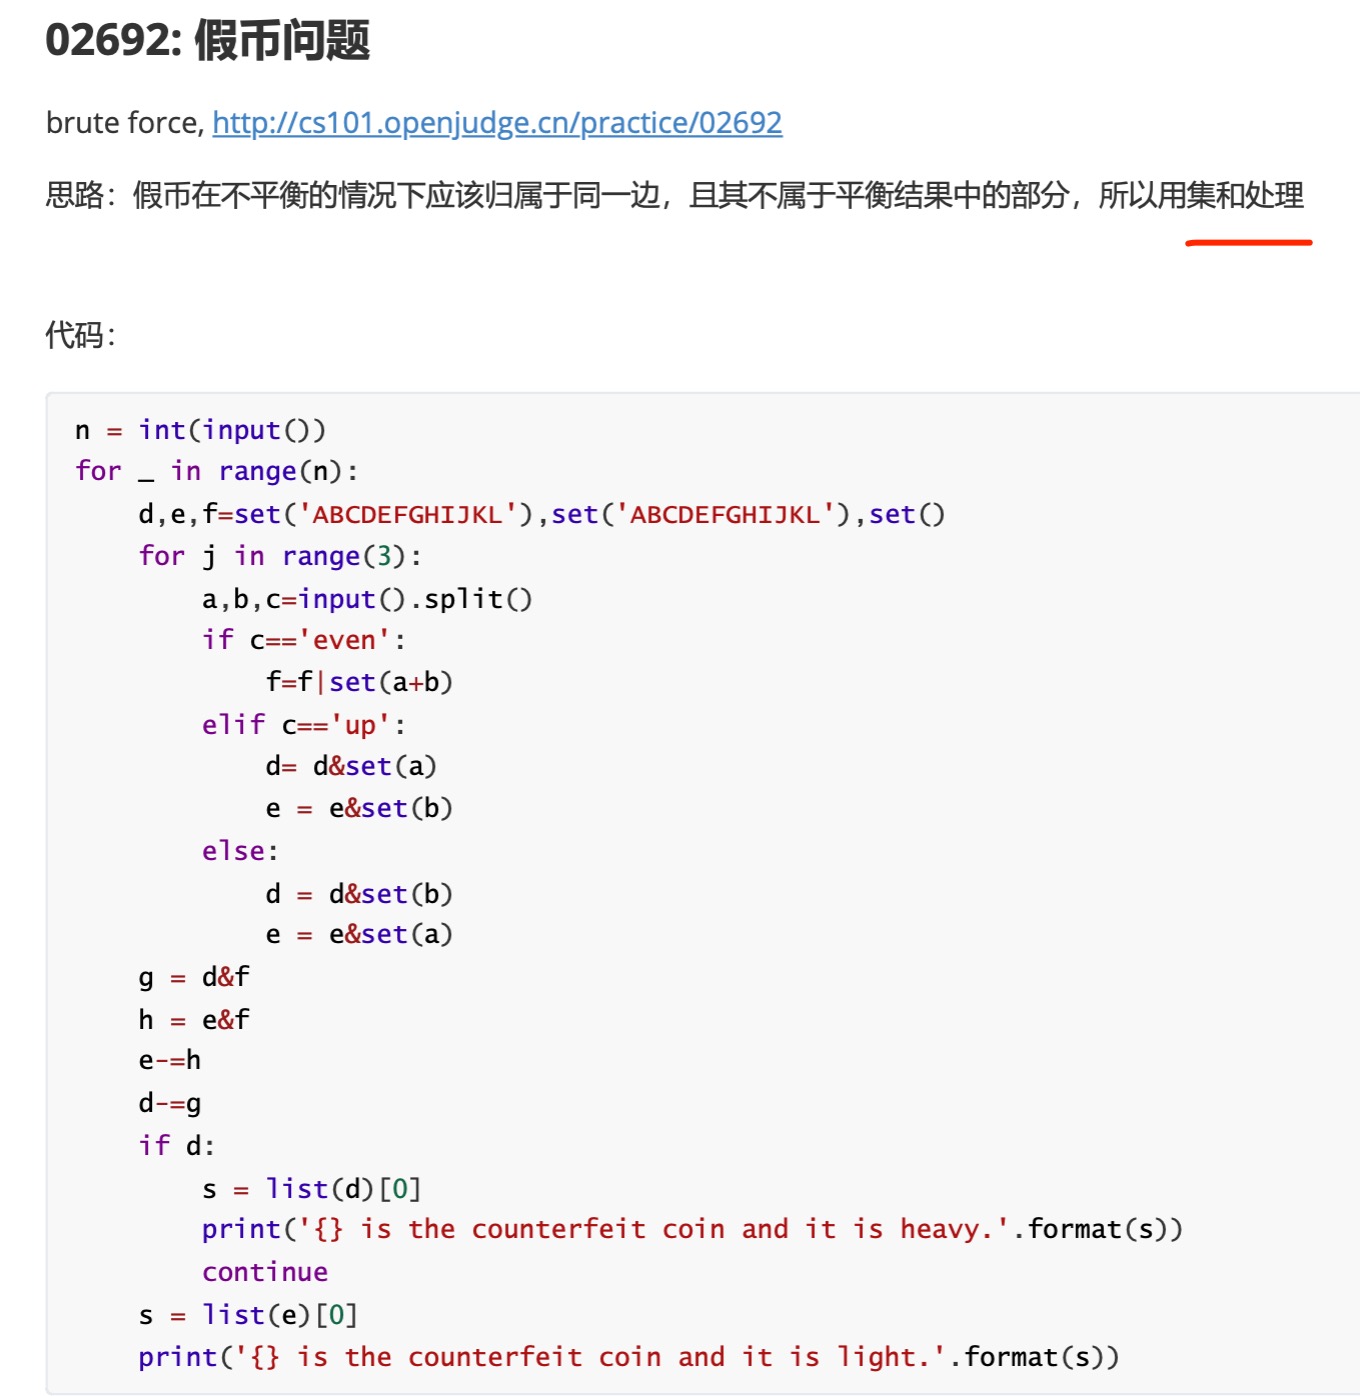 02692: 假币问题
brute force, http://cs101.openjudge.cn/practice/02692
思路：假币在不平衡的情况下应该归属于同一边，且其不属于平衡结果中的部分，所以用集和处理
代码：
n = int(input())
for _ in range(n):
    d,e,f=set('ABCDEFGHIJKL'),set('ABCDEFGHIJKL'),set()
    for j in range(3):
        a,b,c=input().split()
        if c=='even':
            f=f|set(a+b)
        elif c=='up':
            d= d&set(a)
            e = e&set(b)
        else:
            d = d&set(b)
            e = e&set(a)
    g = d&f
    h = e&f
    e-=h
    d-=g
    if d:
        s = list(d)[0]
        print('{} is the counterfeit coin and it is heavy.'.format(s))
        continue
    s = list(e)[0]
    print('{} is the counterfeit coin and it is light.'.format(s))